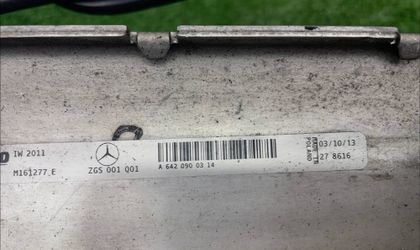 IW 2011
M161277 E
ZGS 001 Q01
A 642 090 03 14
MADE IN
POLAND
03/10/13
27 8616